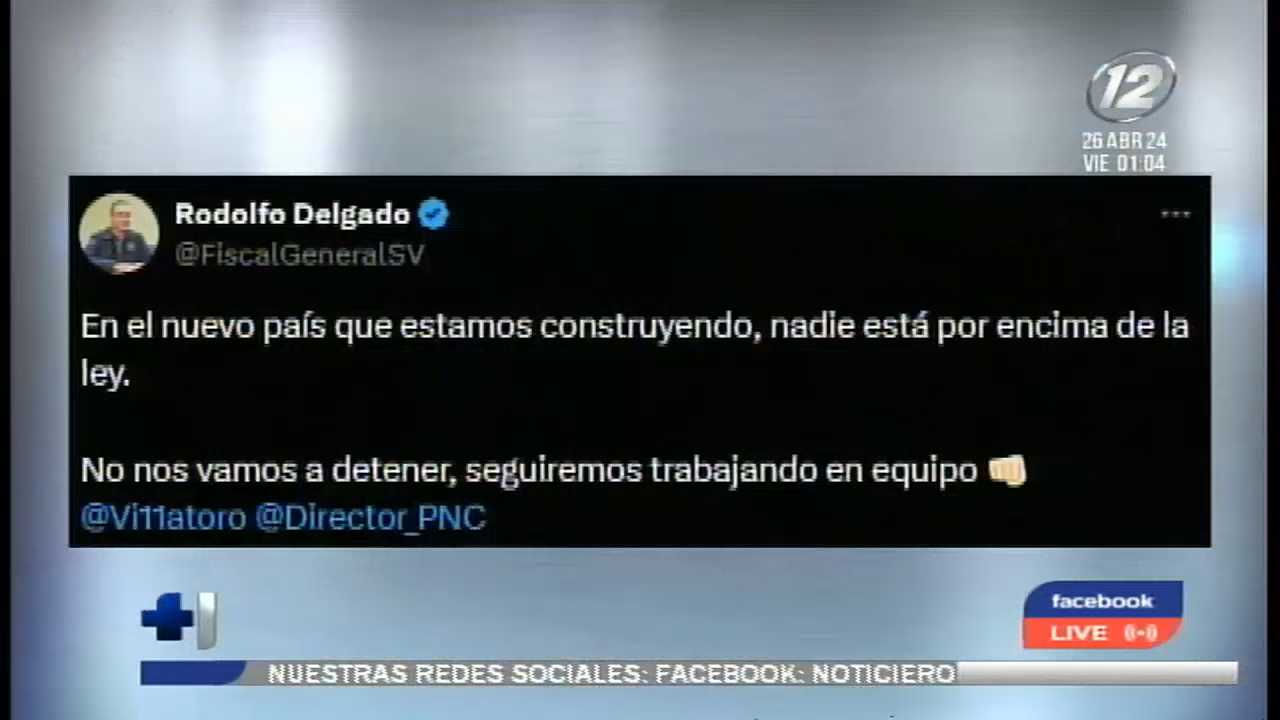 12
26 ABR 24
VIE 01:04
Rodolfo Delgado
@FiscalGeneralSV
En el nuevo país que estamos construyendo, nadie está por encima de la
ley.
No nos vamos a detener, seguiremos trabajando en equipo 👊🏻
@Vi11atoro @Director_PNC
facebook
LIVE
NUESTRAS REDES SOCIALES: FACEBOOK: NOTICIERO